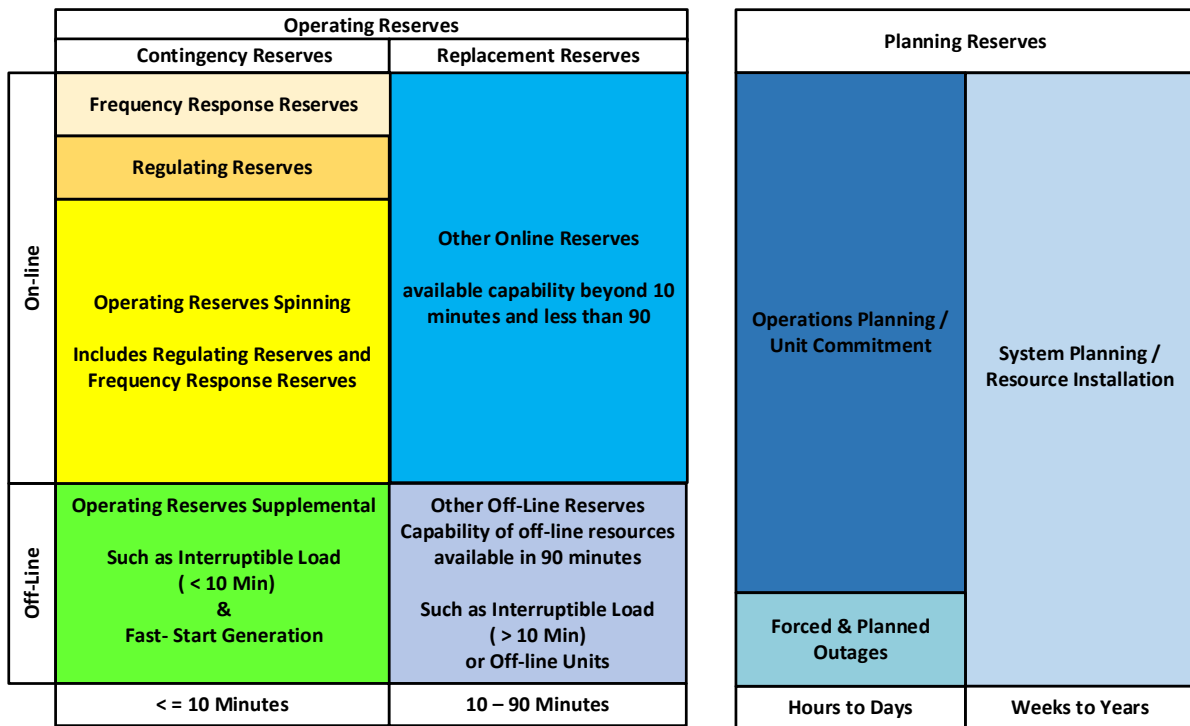 Operating Reserves
Contingency Reserves
Replacement Reserves
On-line
Frequency Response Reserves
Regulating Reserves
Operating Reserves Spinning
Includes Regulating Reserves and
Frequency Response Reserves
Other Online Reserves
available capability beyond 10
minutes and less than 90
Off-Line
Operating Reserves Supplemental
Such as Interruptible Load
( < 10 Min)
&
Fast- Start Generation
Other Off-Line Reserves
Capability of off-line resources
available in 90 minutes
Such as Interruptible Load
( > 10 Min)
or Off-line Units
< = 10 Minutes
10 – 90 Minutes
Planning Reserves
Operations Planning /
Unit Commitment
System Planning /
Resource Installation
Forced & Planned
Outages
Hours to Days
Weeks to Years